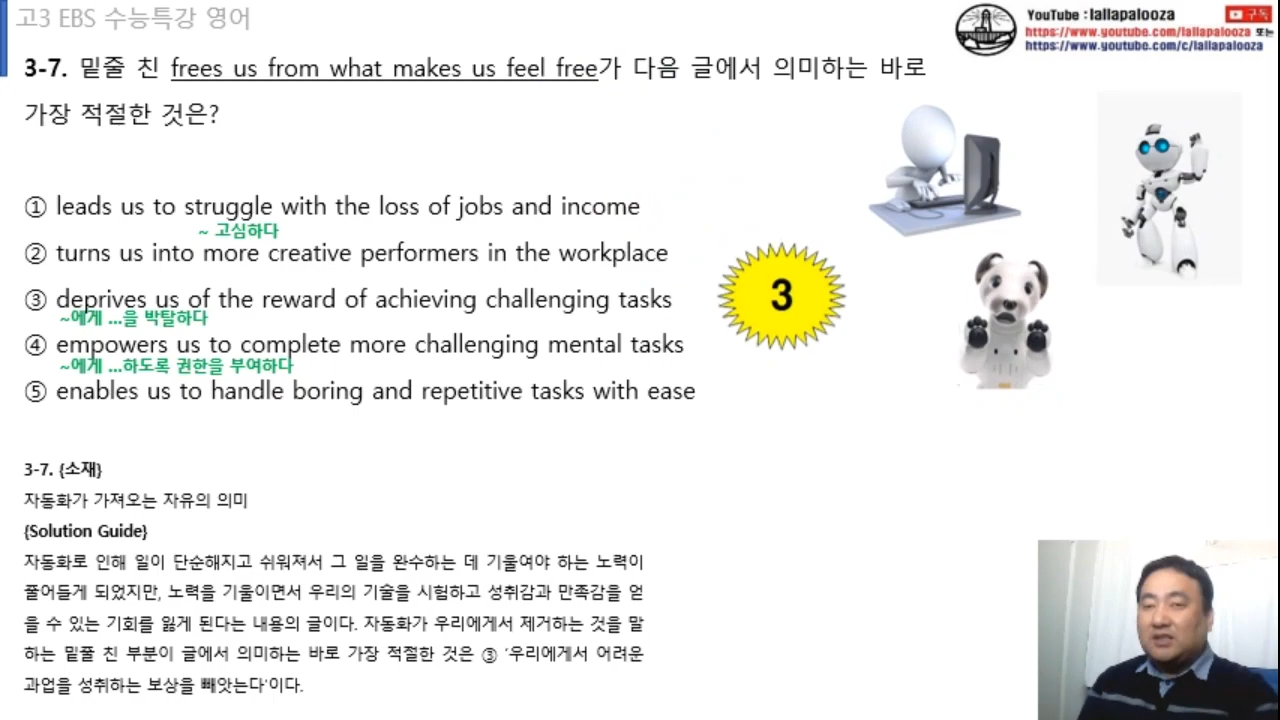 고3 EBS 수능특강 영어
YouTube : lallapalooza
구독
https://www.youtube.com/lallapalooza 또는
https://www.youtube.com/c/lallapalooza
3-7. 밑줄 친 frees us from what makes us feel free가 다음 글에서 의미하는 바로
가장 적절한 것은?
① leads us to struggle with the loss of jobs and income
~ 고심하다
② turns us into more creative performers in the workplace
③ deprives us of the reward of achieving challenging tasks
~에게 ...을 박탈하다
④ empowers us to complete more challenging mental tasks
~에게 ...하도록 권한을 부여하다
⑤ enables us to handle boring and repetitive tasks with ease
3
3-7. {소재}
자동화가 가져오는 자유의 의미
{Solution Guide}
자동화로 인해 일이 단순해지고 쉬워져서 그 일을 완수하는 데 기울여야 하는 노력이
풀어들게 되었지만, 노력을 기울이면서 우리의 기술을 시험하고 성취감과 만족감을 얻
을 수 있는 기회를 잃게 된다는 내용의 글이다. 자동화가 우리에게서 제거하는 것을 말
하는 밑줄 친 부분이 글에서 의미하는 바로 가장 적절한 것은 ③ '우리에게서 어려운
과업을 성취하는 보상을 빼앗는다'이다.